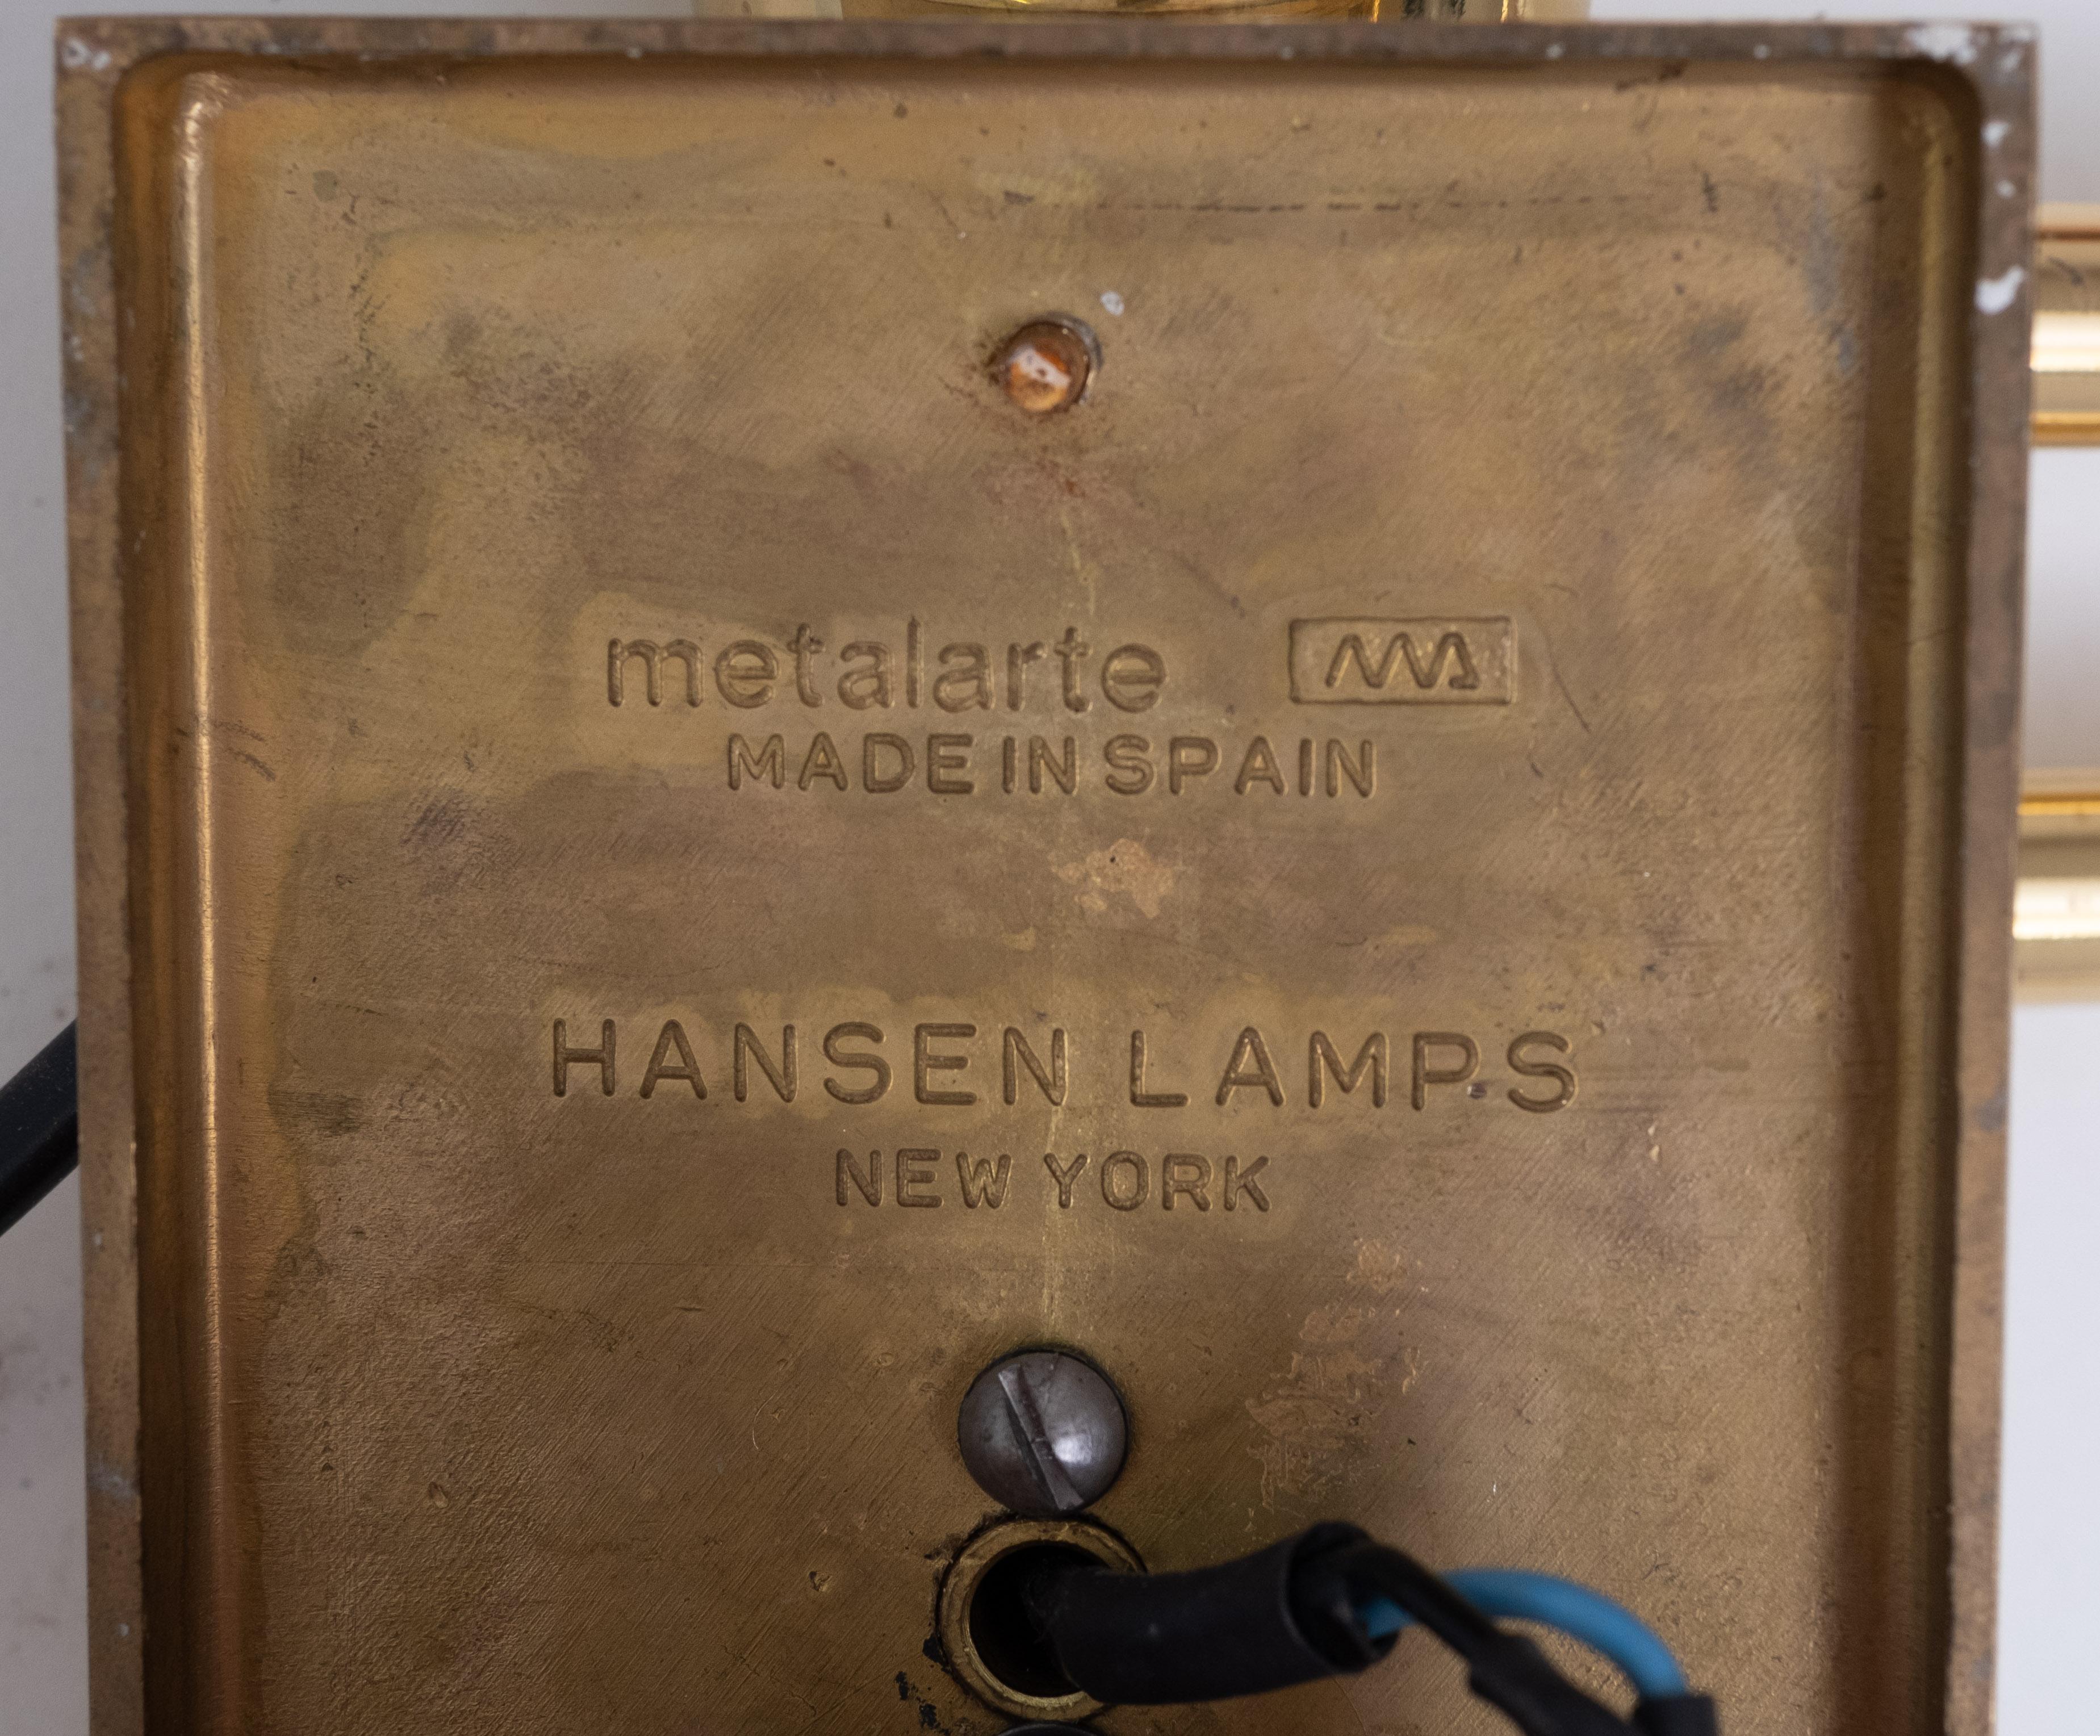 metalarte
MADE IN SPAIN
HANSEN LAMPS
NEW YORK